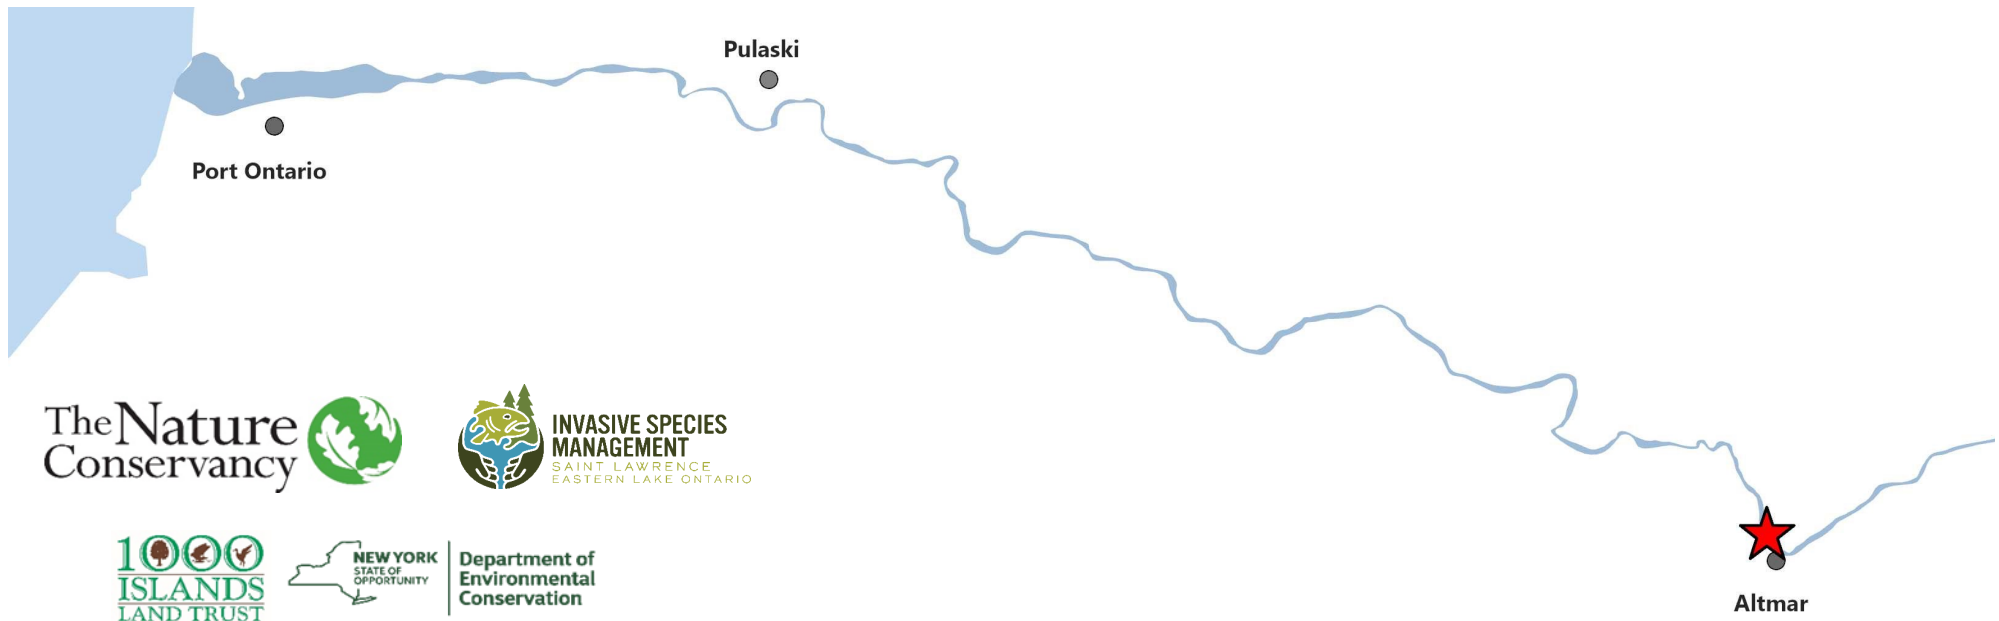 Pulaski
Port Ontario
The Nature
Conservancy
INVASIVE SPECIES
MANAGEMENT
SAINT LAWRENCE
EASTERN LAKE ONTARIO
1000
ISLANDS
LAND TRUST
NEW YORK
STATE OF
OPPORTUNITY
Department of
Environmental
Conservation
Altmar